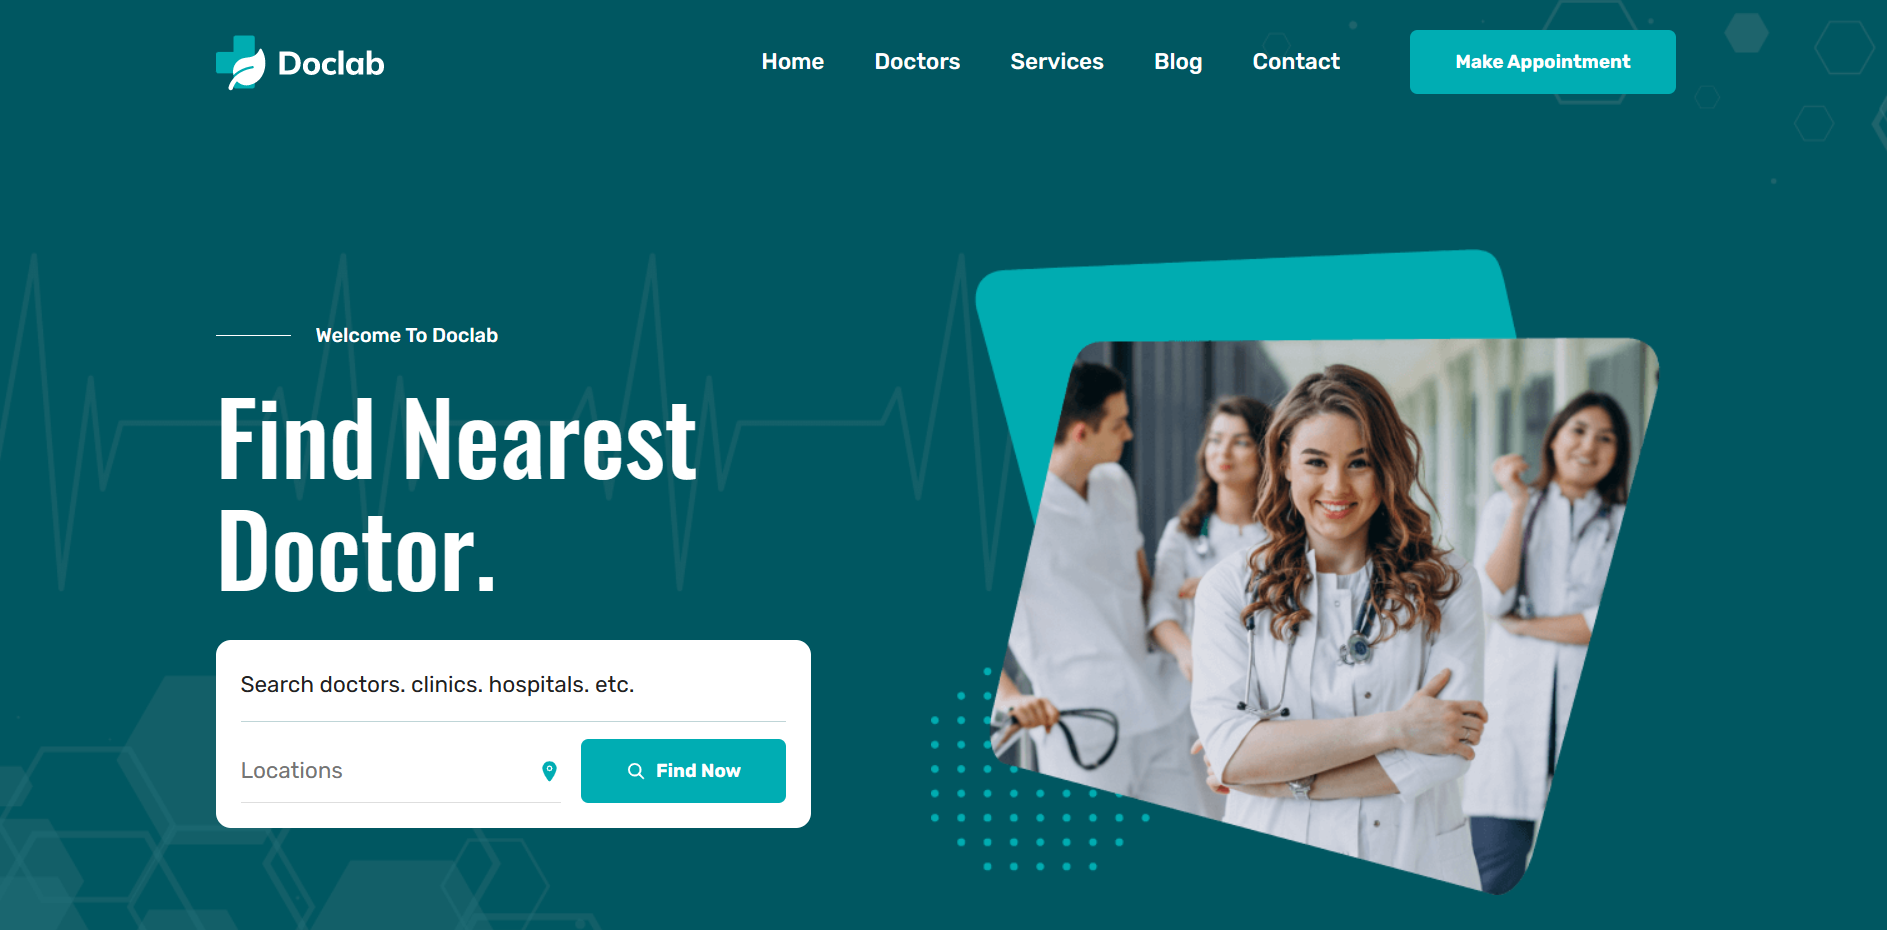 Doclab
Home
Doctors
Services
Blog
Contact
Make Appointment
Welcome To Doclab
Find Nearest
Doctor.
Search doctors. clinics. hospitals. etc.
Locations
Find Now